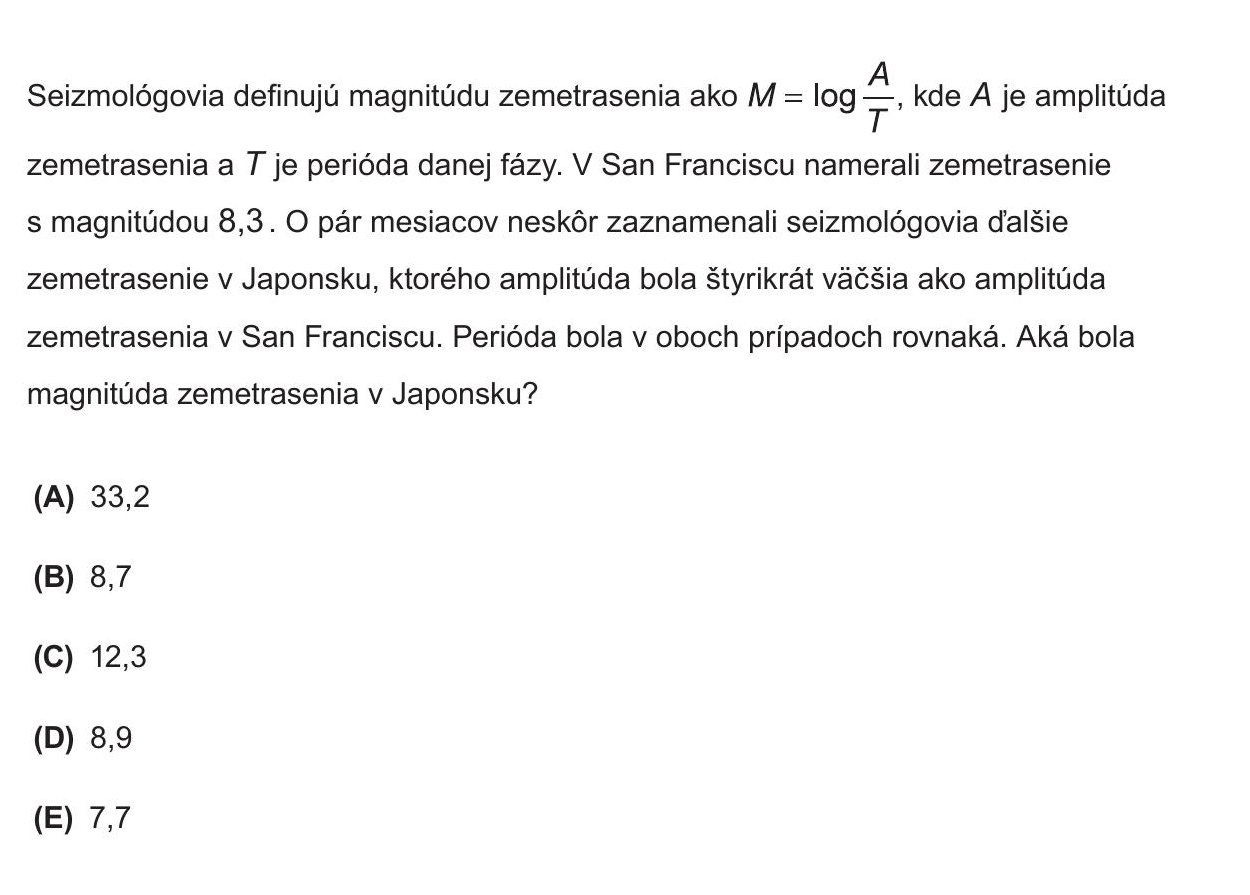 Seizmológovia definujú magnitúdu zemetrasenia ako M = log A/T, kde A je amplitúda
zemetrasenia a T je perióda danej fázy. V San Franciscu namerali zemetrasenie
s magnitúdou 8,3. O pár mesiacov neskôr zaznamenali seizmológovia ďalšie
zemetrasenie v Japonsku, ktorého amplitúda bola štyrikrát väčšia ako amplitúda
zemetrasenia v San Franciscu. Perióda bola v oboch prípadoch rovnaká. Aká bola
magnitúda zemetrasenia v Japonsku?
(A) 33,2
(B) 8,7
(C) 12,3
(D) 8,9
(E) 7,7